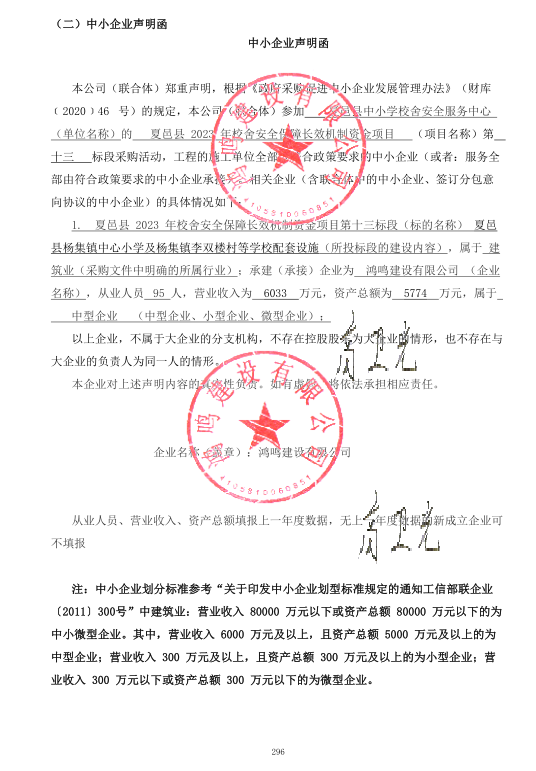 （二）中小企业声明函
中小企业声明函
本公司（联合体）郑重声明，根据《政府采购促进中小企业发展管理办法》（财库
﹝2020﹞46 号）的规定，本公司（联合体）参加 夏邑县中小学校舍安全服务中心
（单位名称）的 夏邑县 2023 年校舍安全保障长效机制资金项目 （项目名称）第
十三 标段采购活动，工程的施工单位全部为符合政策要求的中小企业（或者：服务全
部由符合政策要求的中小企业承接）。相关企业（含联合体中的中小企业、签订分包意
向协议的中小企业）的具体情况如下：
1. 夏邑县 2023 年校舍安全保障长效机制资金项目第十三标段（标的名称） 夏邑
县杨集镇中心小学及杨集镇李双楼村等学校配套设施（所投标段的建设内容），属于 建
筑业（采购文件中明确的所属行业）；承建（承接）企业为 鸿鸣建设有限公司 （企业
名称），从业人员 95 人，营业收入为 6033 万元，资产总额为 5774 万元，属于
中型企业 （中型企业、小型企业、微型企业）；
以上企业，不属于大企业的分支机构，不存在控股股东为大企业的情形，也不存在与
大企业的负责人为同一人的情形。
本企业对上述声明内容的真实性负责。如有虚假，将依法承担相应责任。
企业名称（盖章）：鸿鸣建设有限公司
从业人员、营业收入、资产总额填报上一年度数据，无上一年度数据的新成立企业可
不填报
注：中小企业划分标准参考“关于印发中小企业划型标准规定的通知工信部联企业
〔2011〕300号”中建筑业：营业收入 80000 万元以下或资产总额 80000 万元以下的为
中小微型企业。其中，营业收入 6000 万元及以上，且资产总额 5000 万元及以上的为
中型企业；营业收入 300 万元及以上，且资产总额 300 万元及以上的为小型企业；营
业收入 300 万元以下或资产总额 300 万元以下的为微型企业。
鸿鸣建设有限公司
4105810060851
鸿鸣建设有限公司
4105810060851
296